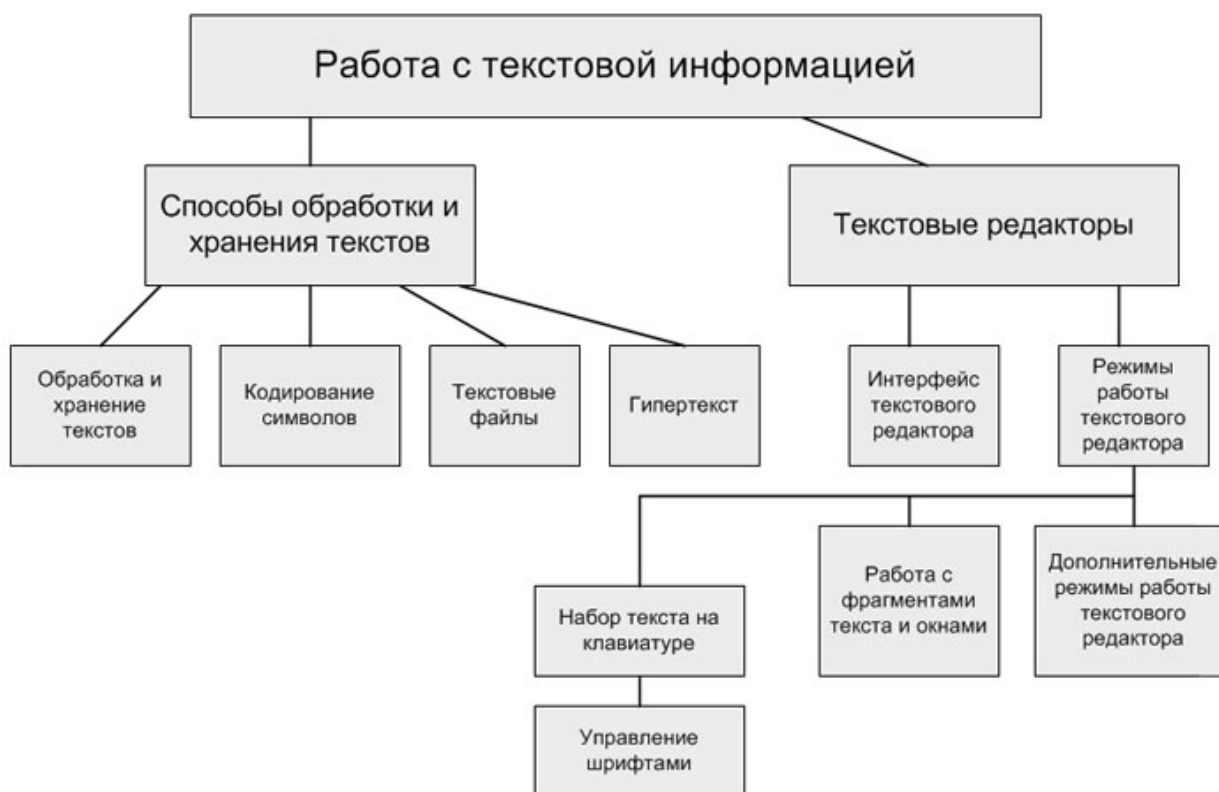 Работа с текстовой информацией
Способы обработки и
хранения текстов
Текстовые редакторы
Обработка и
хранение
текстов
Кодирование
символов
Текстовые
файлы
Гипертекст
Интерфейс
текстового
редактора
Режимы
работы
текстового
редактора
Набор текста на
клавиатуре
Работа с
фрагментами
текста и окнами
Дополнительные
режимы работы
текстового
редактора
Управление
шрифтами